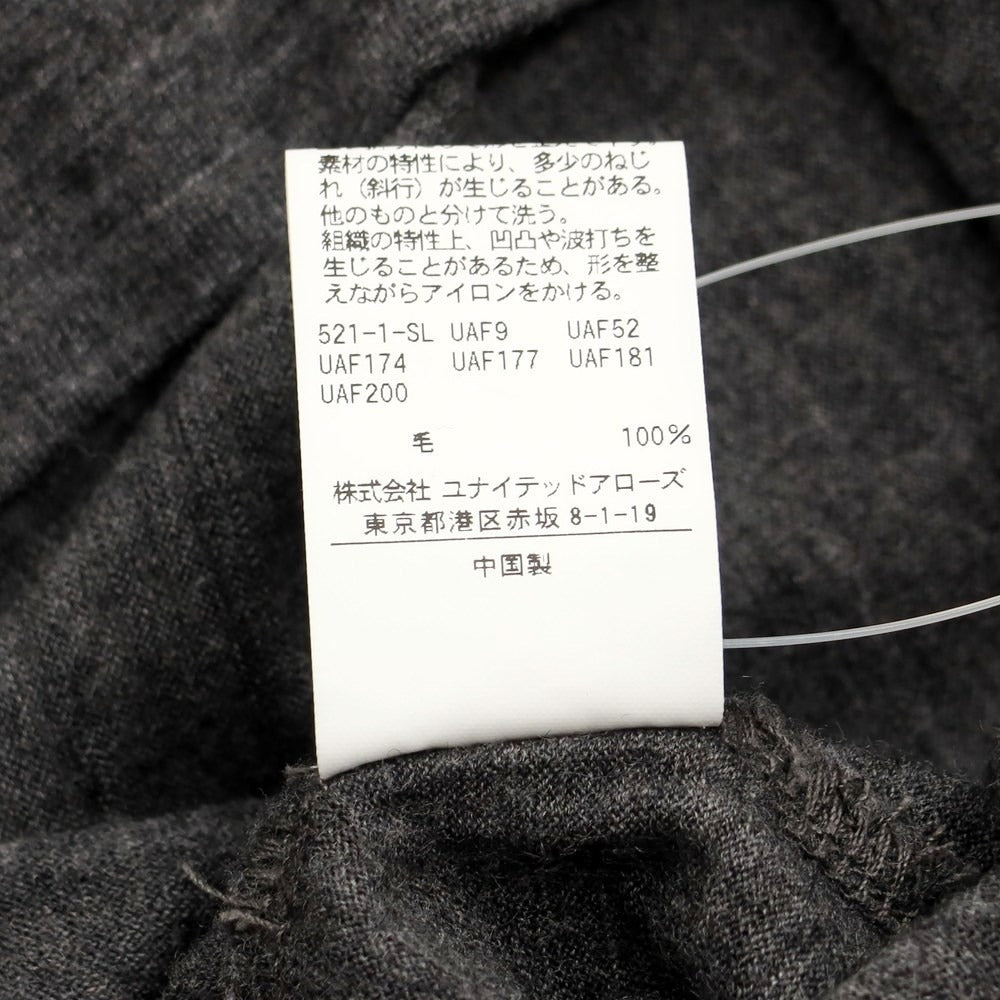 素材の特性により、多少のねじ
れ（斜行）が生じることがある。
他のものと分けて洗う。
組織の特性上、凹凸や波打ちを
生じることがあるため、形を整
えながらアイロンをかける。
521-1-SL UAF9 UAF52
UAF174 UAF177 UAF181
UAF200
毛 100%
株式会社 ユナイテッドアローズ
東京都港区赤坂 8-1-19
中国製